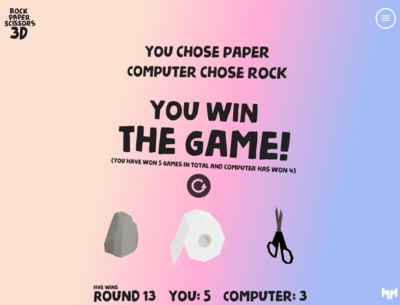 ROCK
PAPER
SCISSORS
3D
YOU CHOSE PAPER
COMPUTER CHOSE ROCK
YOU WIN
THE GAME!
(YOU HAVE WON 5 GAMES IN TOTAL AND COMPUTER HAS WON 4)
FIVE WINS
ROUND 13 YOU: 5 COMPUTER: 3
MM